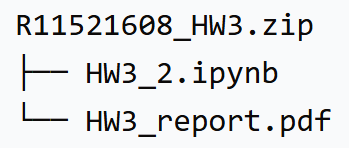 R11521608_HW3.zip
├── HW3_2.ipynb
└── HW3_report.pdf